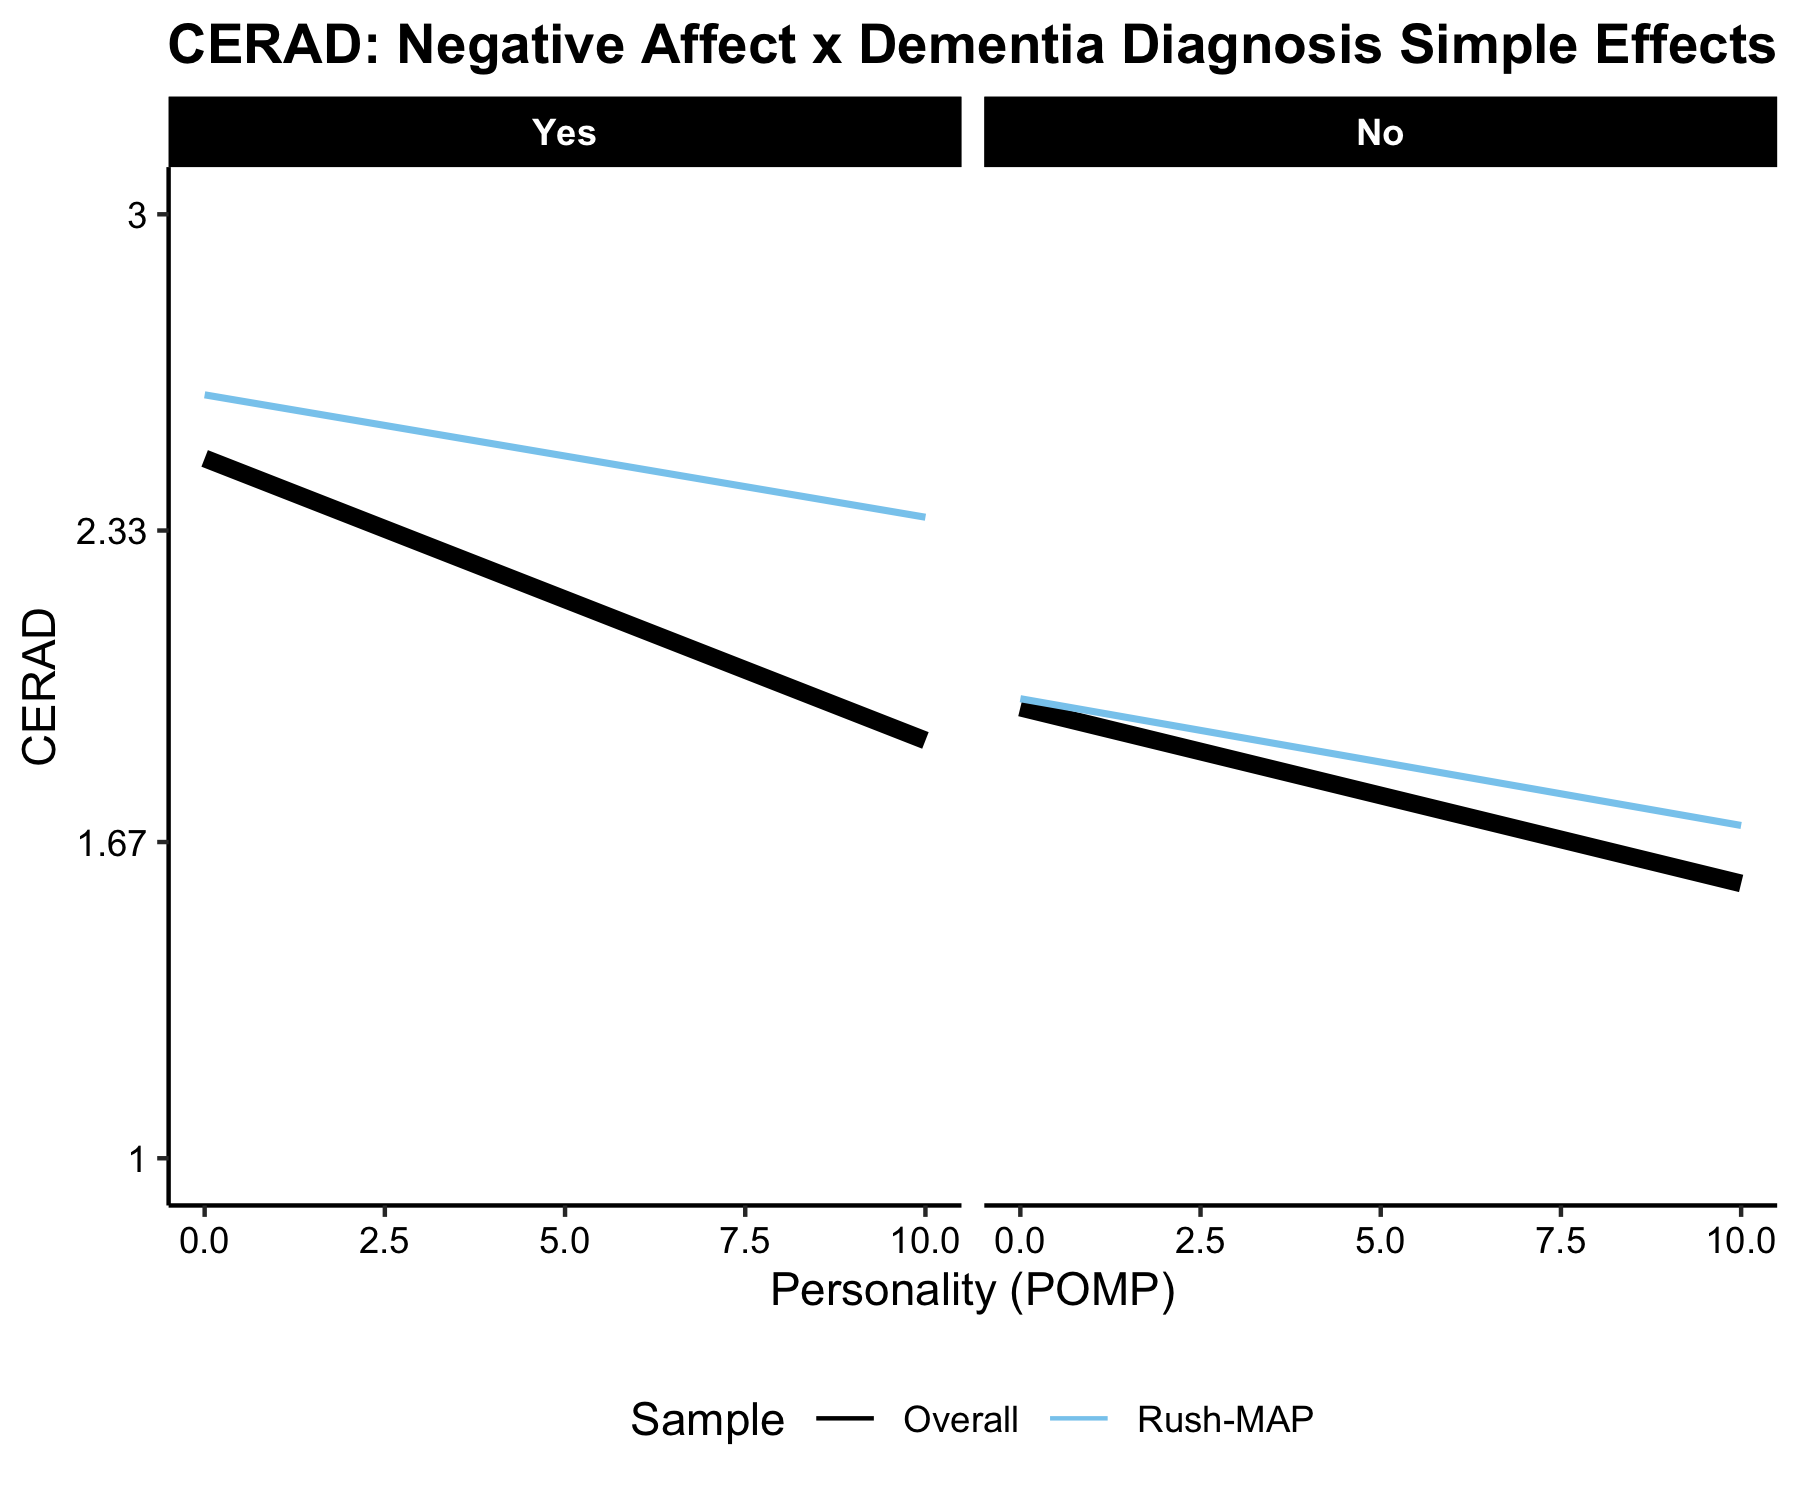 CERAD: Negative Affect x Dementia Diagnosis Simple Effects
Yes
No
3
2.33
1.67
1
CERAD
0.0 2.5 5.0 7.5 10.0 0.0 2.5 5.0 7.5 10.0
Personality (POMP)
Sample Overall Rush-MAP